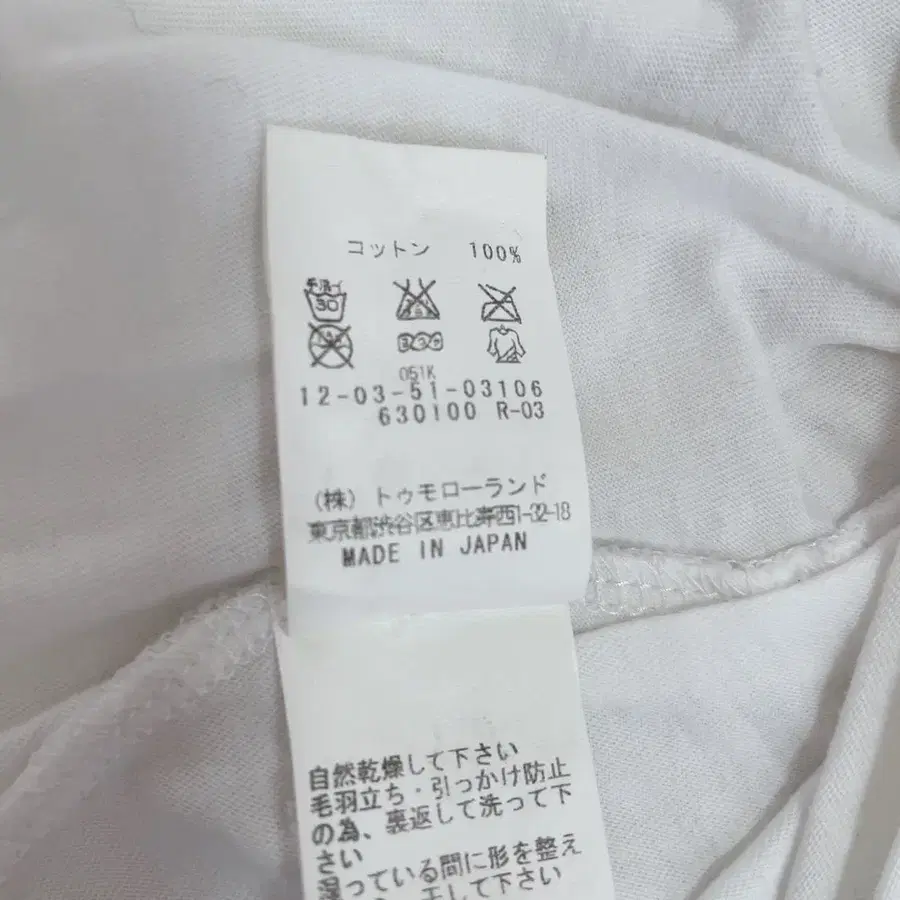 コットン 100%
手洗イ
30
051K
12-03-51-03106
630100 R-03
(株) トゥモローランド
東京都渋谷区恵比寿西1-32-18
MADE IN JAPAN
自然乾燥して下さい
毛羽立ち・引っかけ防止
の為、裏返して洗って下
さい
湿っている間に形を整え
干して下さい